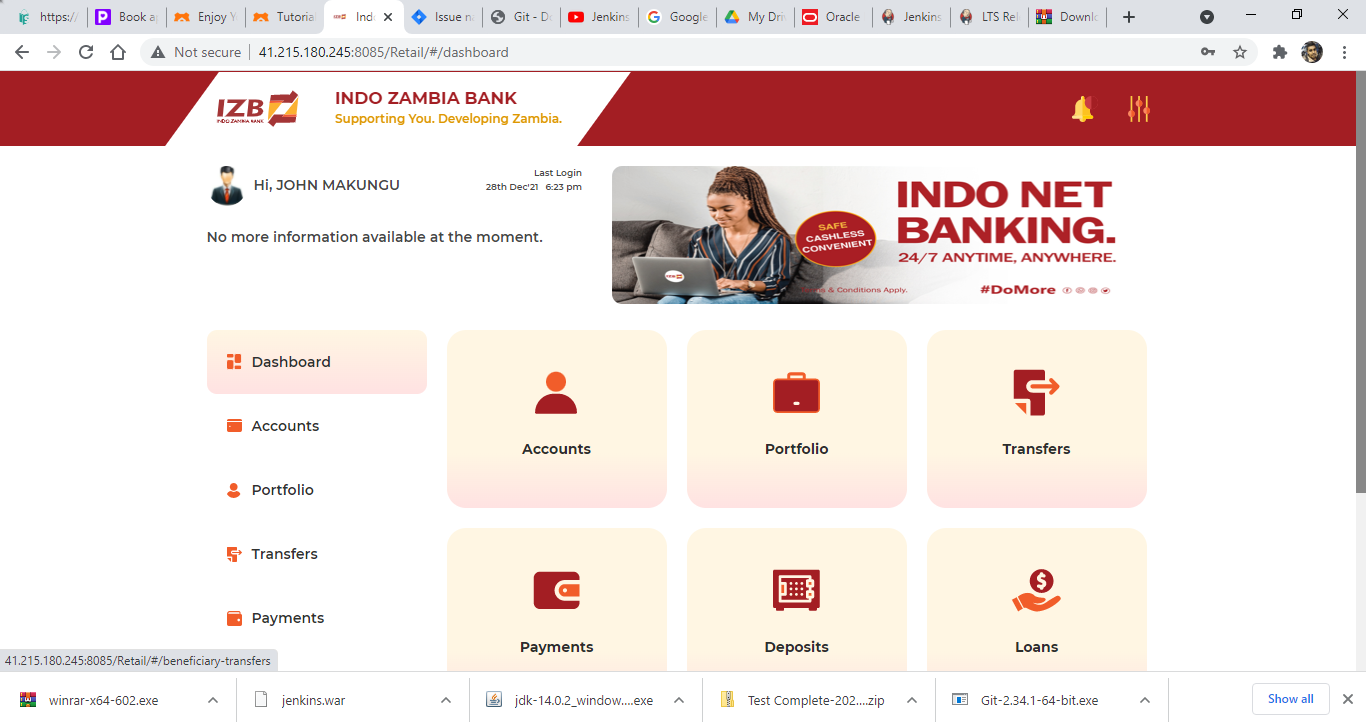 https:/
Book a
Enjoy Y
Tutoria
Indo
Issue na
Git - Do
Jenkins
Google
My Driv
Oracle
Jenkins
LTS Rel
Downlo
Not secure
41.215.180.245:8085/Retail/#/dashboard
IZB
INDO ZAMBIA BANK
INDO ZAMBIA BANK
Supporting You. Developing Zambia.
Hi, JOHN MAKUNGU
Last Login
28th Dec'21 6:23 pm
No more information available at the moment.
SAFE
CASHLESS
CONVENIENT
INDO NET
BANKING.
24/7 ANYTIME, ANYWHERE.
& Conditions Apply.
#DoMore
Dashboard
Accounts
Portfolio
Transfers
Payments
Accounts
Portfolio
Transfers
Payments
Deposits
Loans
41.215.180.245:8085/Retail/#/beneficiary-transfers
winrar-x64-602.exe
jenkins.war
jdk-14.0.2_window....exe
Test Complete-202....zip
Git-2.34.1-64-bit.exe
Show all